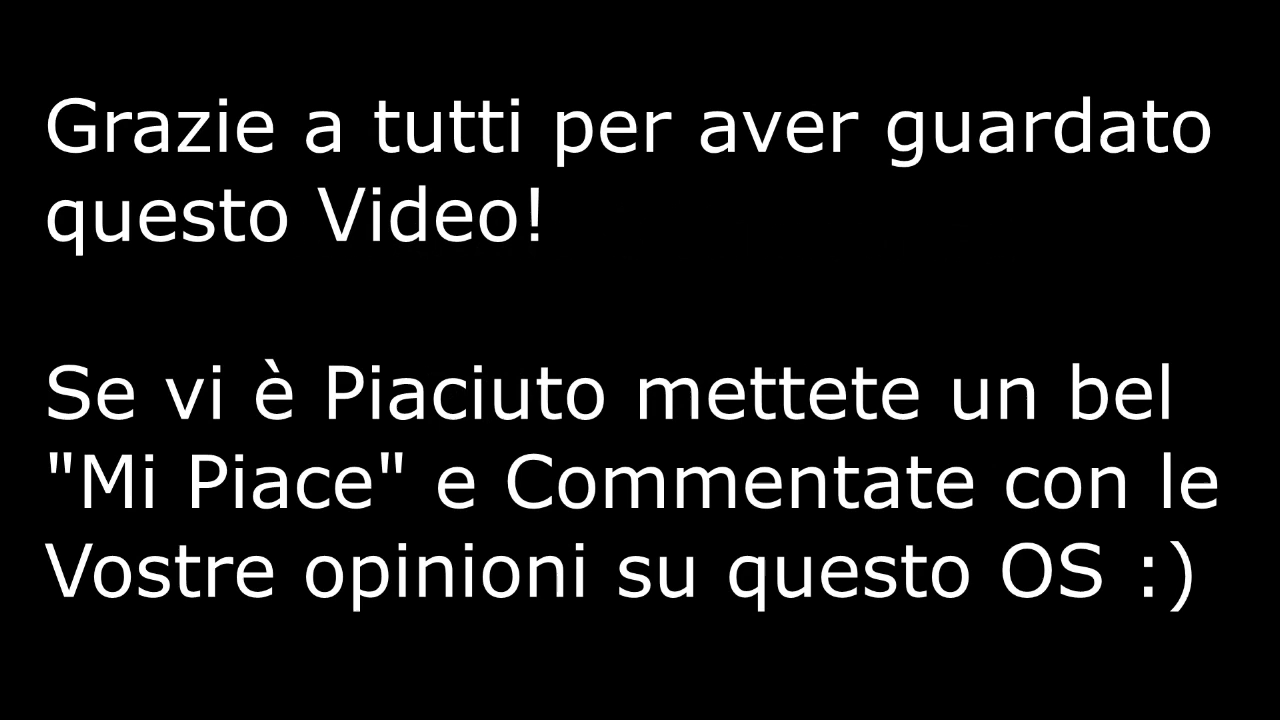 Grazie a tutti per aver guardato
questo Video!
Se vi è Piaciuto mettete un bel
"Mi Piace" e Commentate con le
Vostre opinioni su questo OS :)